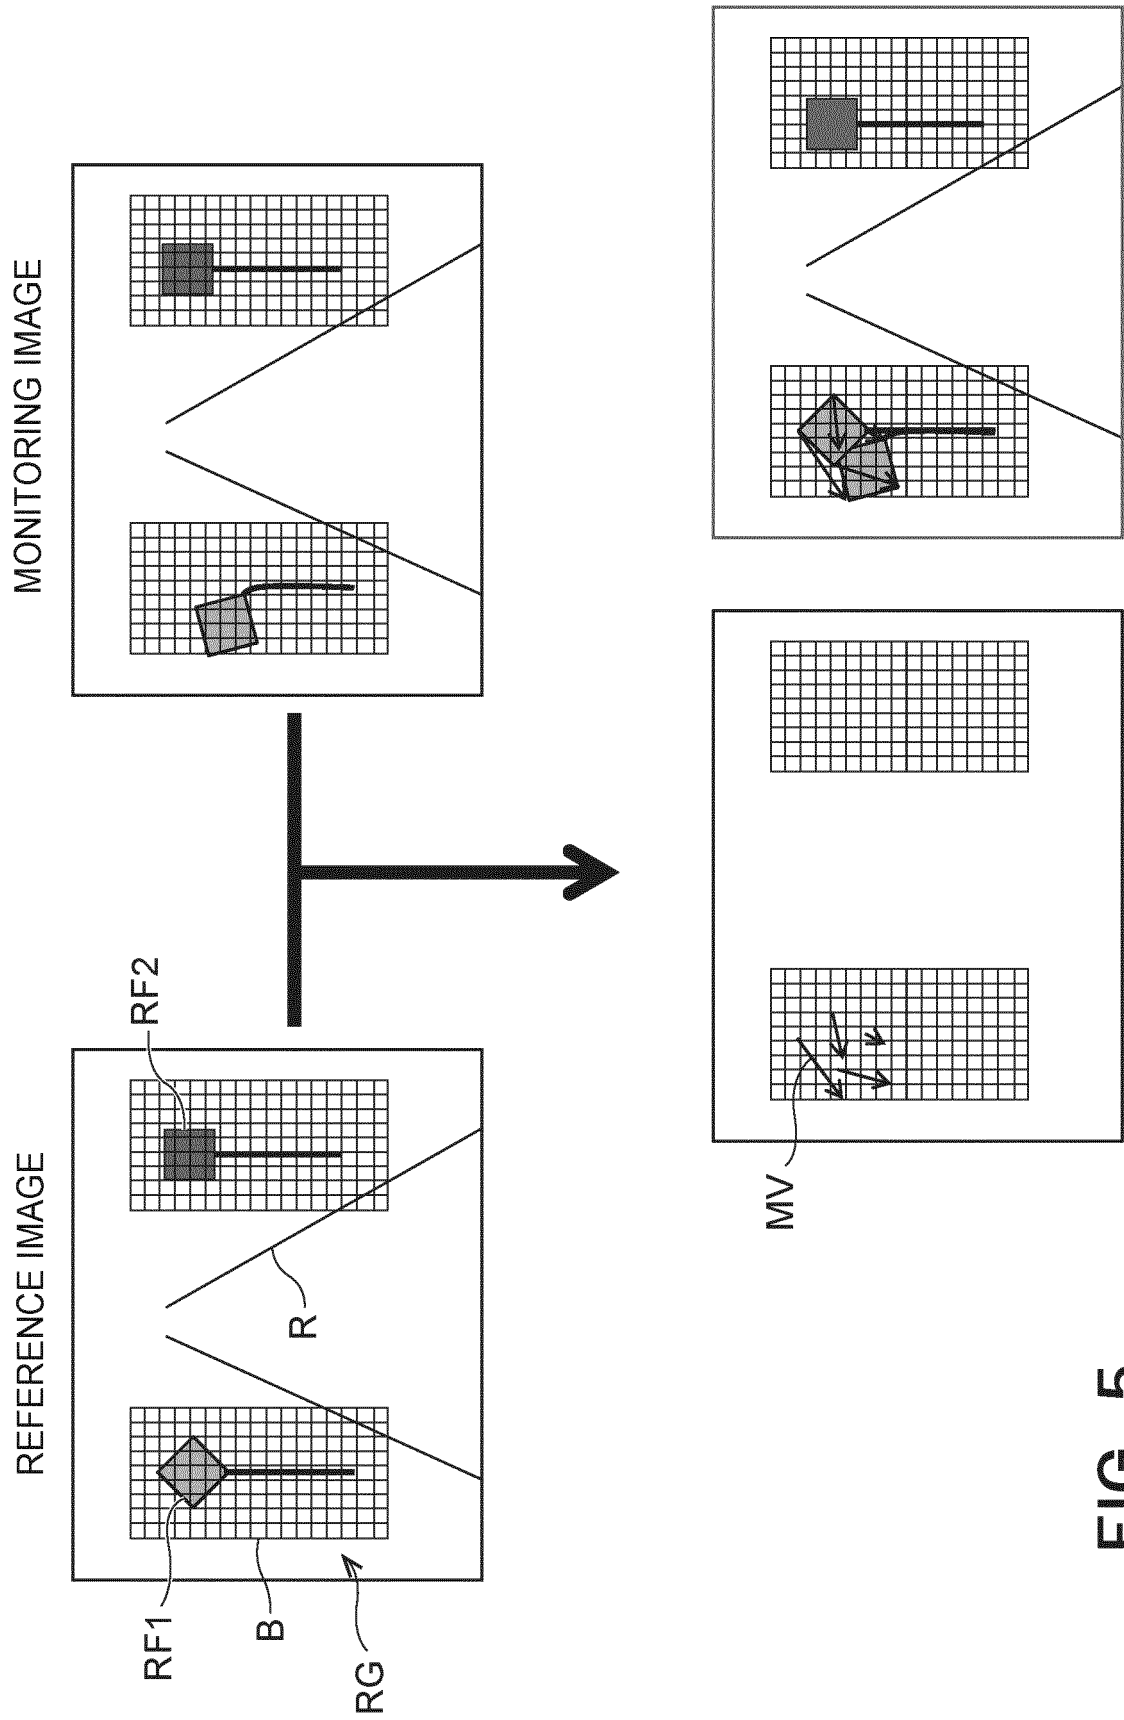 REFERENCE IMAGE
MONITORING IMAGE
RF1
RF2
B
R
RG
MV
FIG. 5